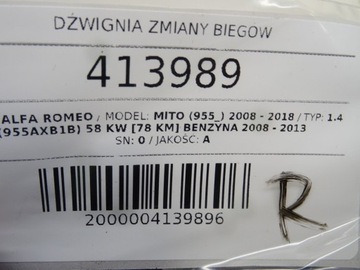 DŹWIGNIA ZMIANY BIEGÓW
413989
ALFA ROMEO / MODEL: MITO (955_) 2008 - 2018 / TYP: 1.4
(955AXB1B) 58 KW [78 KM] BENZYNA 2008 - 2013
SN: 0 / JAKOŚĆ: A
2000004139896
R